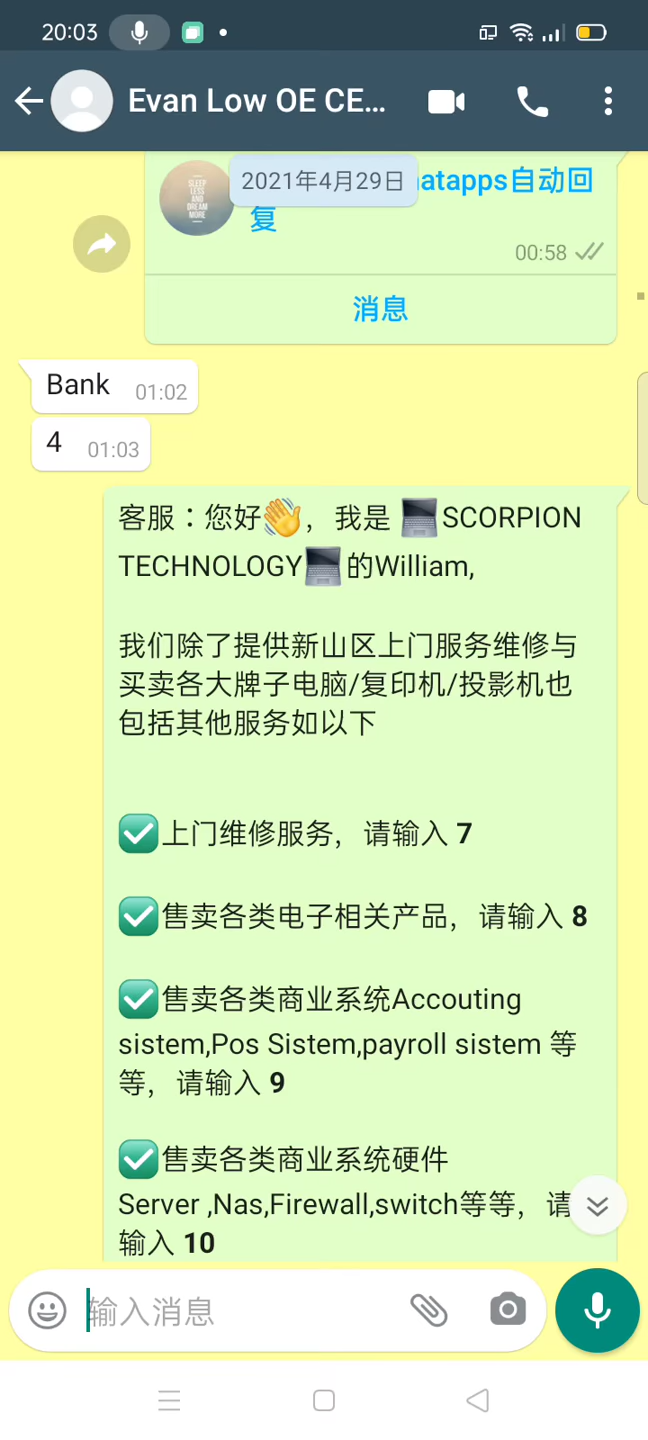 20:03
Evan Low OE CE...
2021年4月29日
atapps自动回
复
SLEEP
LESS
AND
DREAM
MORE
00:58
消息
Bank 01:02
4 01:03
客服：您好👋，我是 💻SCORPION
TECHNOLOGY💻的William,
我们除了提供新山区上门服务维修与
买卖各大牌子电脑/复印机/投影机也
包括其他服务如以下
✅上门维修服务，请输入 7
✅售卖各类电子相关产品，请输入 8
✅售卖各类商业系统Accouting
sistem,Pos Sistem,payroll sistem 等
等，请输入 9
✅售卖各类商业系统硬件
Server ,Nas,Firewall,switch等等，请
输入 10
输入消息